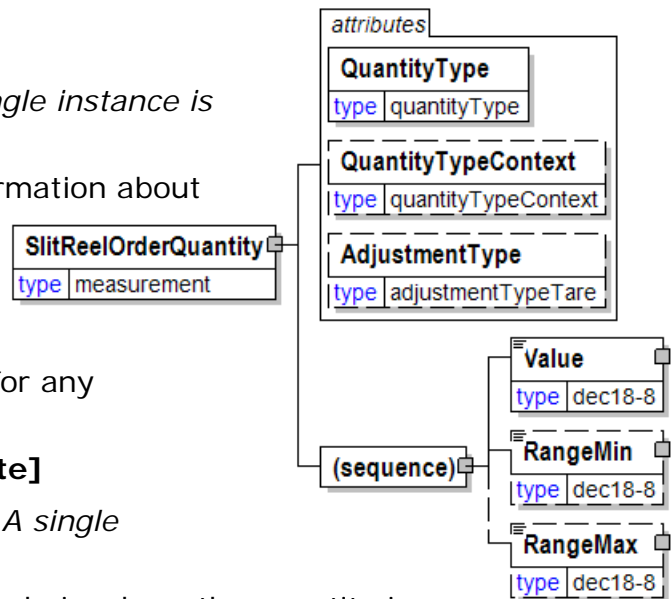 ngle instance is
rmation about
for any
te]
A single
attributes
QuantityType
type quantityType
QuantityTypeContext
type quantityTypeContext
AdjustmentType
type adjustmentTypeTare
SlitReelOrderQuantity
type measurement
(sequence)
Value
type dec18-8
RangeMin
type dec18-8
RangeMax
type dec18-8